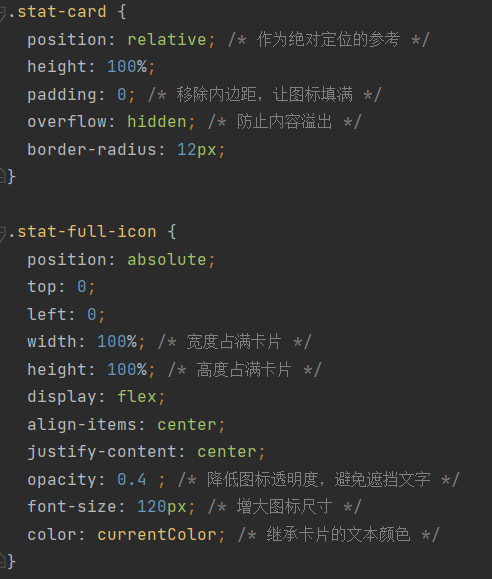 .stat-card {
  position: relative; /* 作为绝对定位的参考 */
  height: 100%;
  padding: 0; /* 移除内边距，让图标填满 */
  overflow: hidden; /* 防止内容溢出 */
  border-radius: 12px;
}

.stat-full-icon {
  position: absolute;
  top: 0;
  left: 0;
  width: 100%; /* 宽度占满卡片 */
  height: 100%; /* 高度占满卡片 */
  display: flex;
  align-items: center;
  justify-content: center;
  opacity: 0.4 ; /* 降低图标透明度，避免遮挡文字 */
  font-size: 120px; /* 增大图标尺寸 */
  color: currentColor; /* 继承卡片的文本颜色 */
}